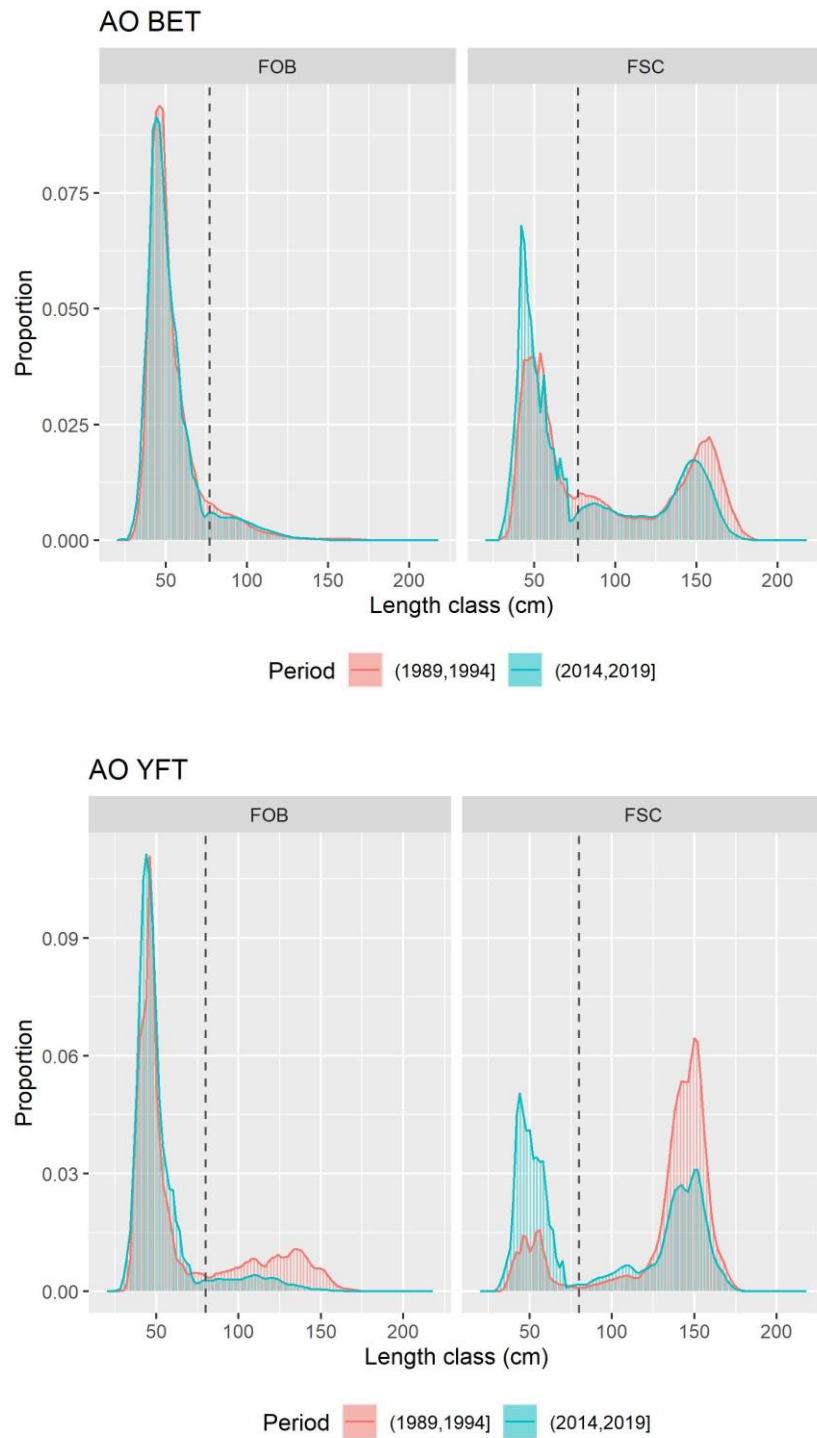 AO BET
FOB FSC
0.075
0.050
0.025
0.000
Proportion
50 100 150 200 50 100 150 200
Length class (cm)
Period (1989,1994] (2014,2019]
AO YFT
FOB FSC
0.09
0.06
0.03
0.00
Proportion
50 100 150 200 50 100 150 200
Length class (cm)
Period (1989,1994] (2014,2019]